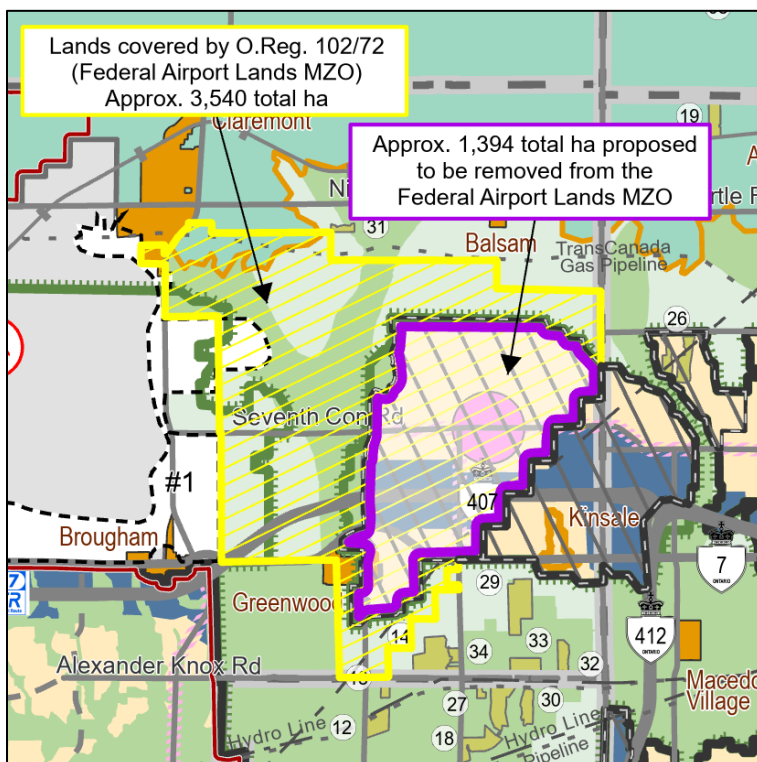 Lands covered by O.Reg. 102/72
(Federal Airport Lands MZO)
Approx. 3,540 total ha
19
Claremont
Approx. 1,394 total ha proposed
to be removed from the
Federal Airport Lands MZO
31
Balsam
TransCanada
Gas Pipeline
26
Seventh Con Rd
#1
407
Kinsale
Brougham
7
ONTARIO
7
29
Greenwood
412
ONTARIO
14
33
34
Alexander Knox Rd
32
Village
27
30
12
Hydro Line
18
Hydro Line
Pipeline